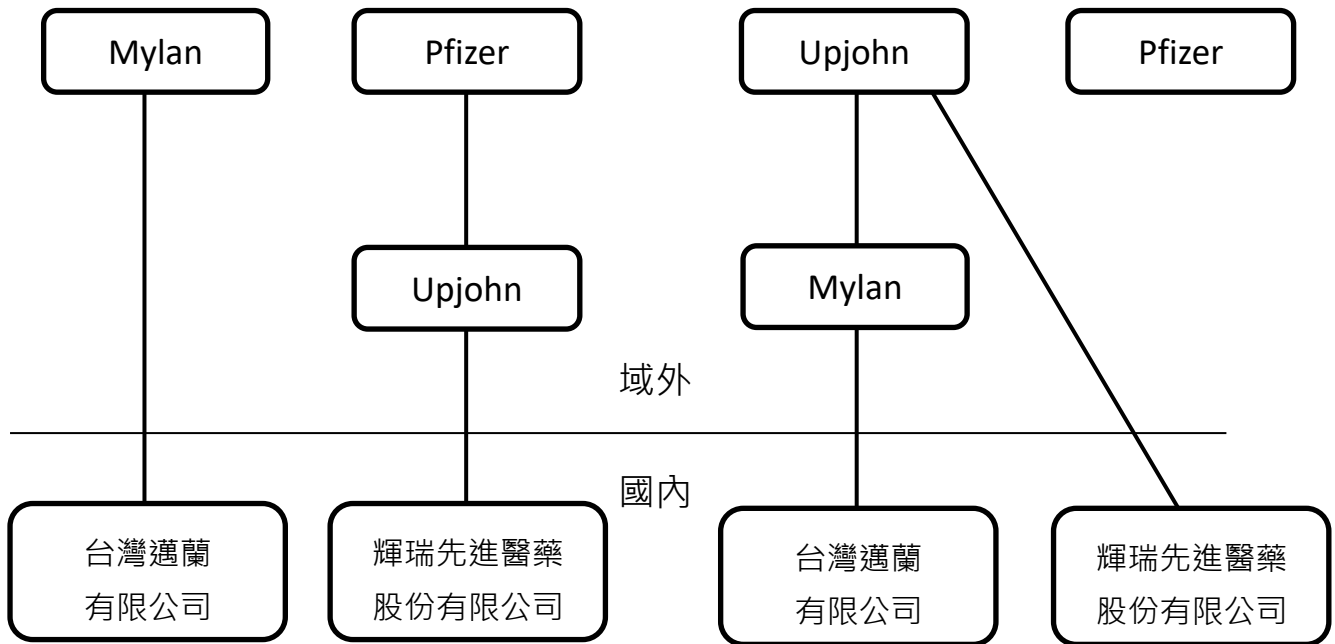 Mylan
Pfizer
Upjohn
Pfizer
Upjohn
Mylan
域外
國內
台灣邁蘭
有限公司
輝瑞先進醫藥
股份有限公司
台灣邁蘭
有限公司
輝瑞先進醫藥
股份有限公司